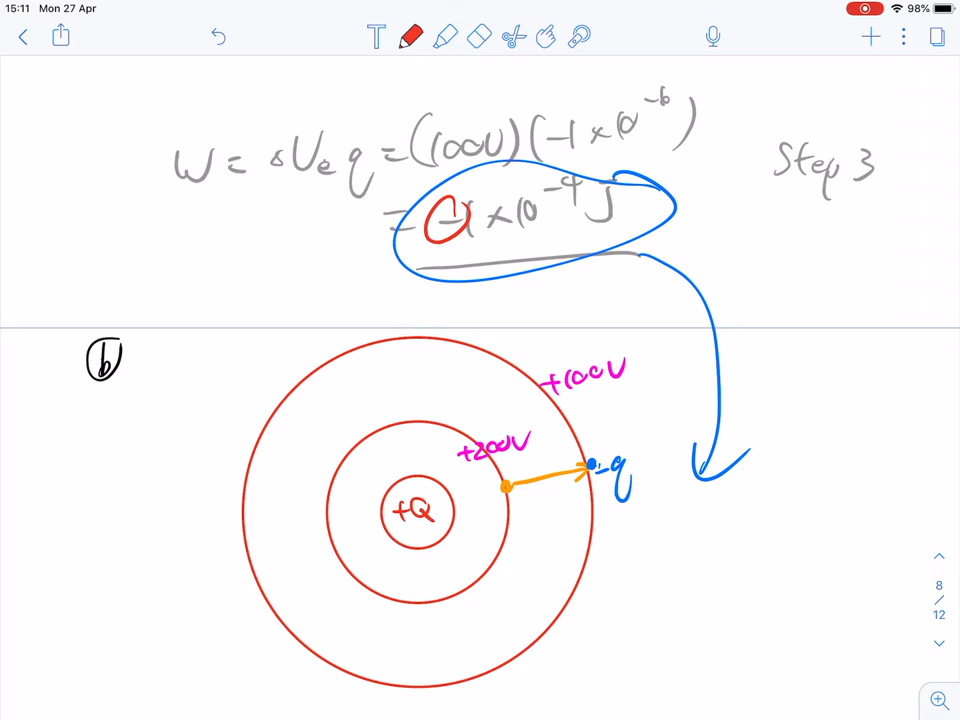 15:11 Mon 27 Apr
98%
T
W = ΔVe q = (100V)(-1 × 10^-6)
Step 3
= -1 × 10^-4 J
b
+100V
+200V
-q
+Q
8
/
12